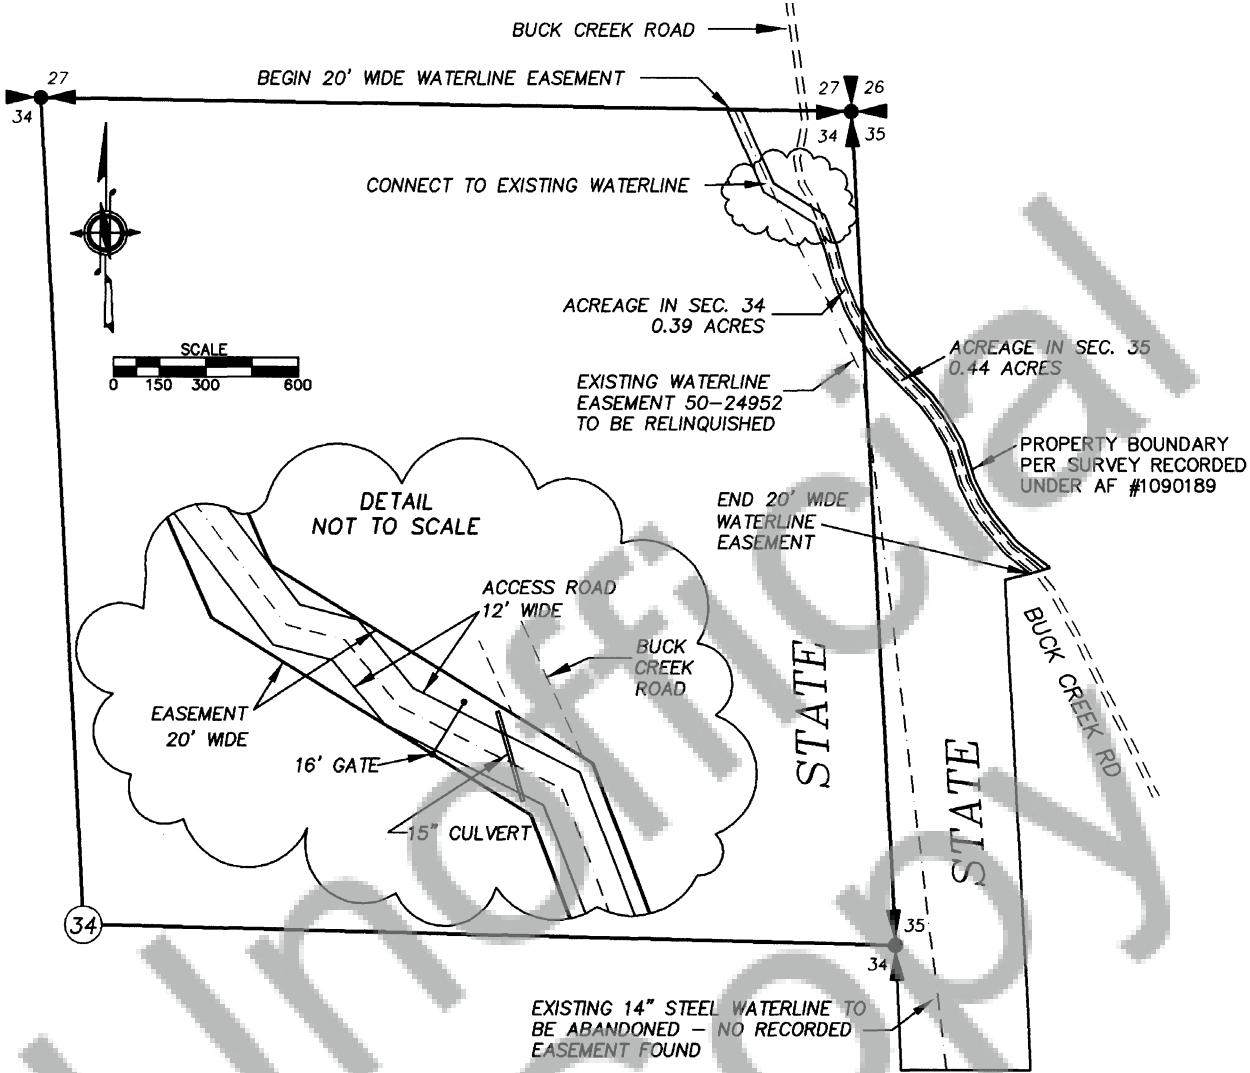 BUCK CREEK ROAD
BEGIN 20' WIDE WATERLINE EASEMENT
27
34
27
26
34
35
CONNECT TO EXISTING WATERLINE
ACREAGE IN SEC. 34
0.39 ACRES
SCALE
0 150 300 600
ACREAGE IN SEC. 35
0.44 ACRES
EXISTING WATERLINE
EASEMENT 50-24952
TO BE RELINQUISHED
PROPERTY BOUNDARY
PER SURVEY RECORDED
UNDER AF #1090189
END 20' WIDE
WATERLINE
EASEMENT
DETAIL
NOT TO SCALE
ACCESS ROAD
12' WIDE
BUCK
CREEK
ROAD
EASEMENT
20' WIDE
16' GATE
15" CULVERT
STATE
STATE
BUCK CREEK RD
34
35
34
EXISTING 14" STEEL WATERLINE TO
BE ABANDONED - NO RECORDED
EASEMENT FOUND
Unofficial
Copy